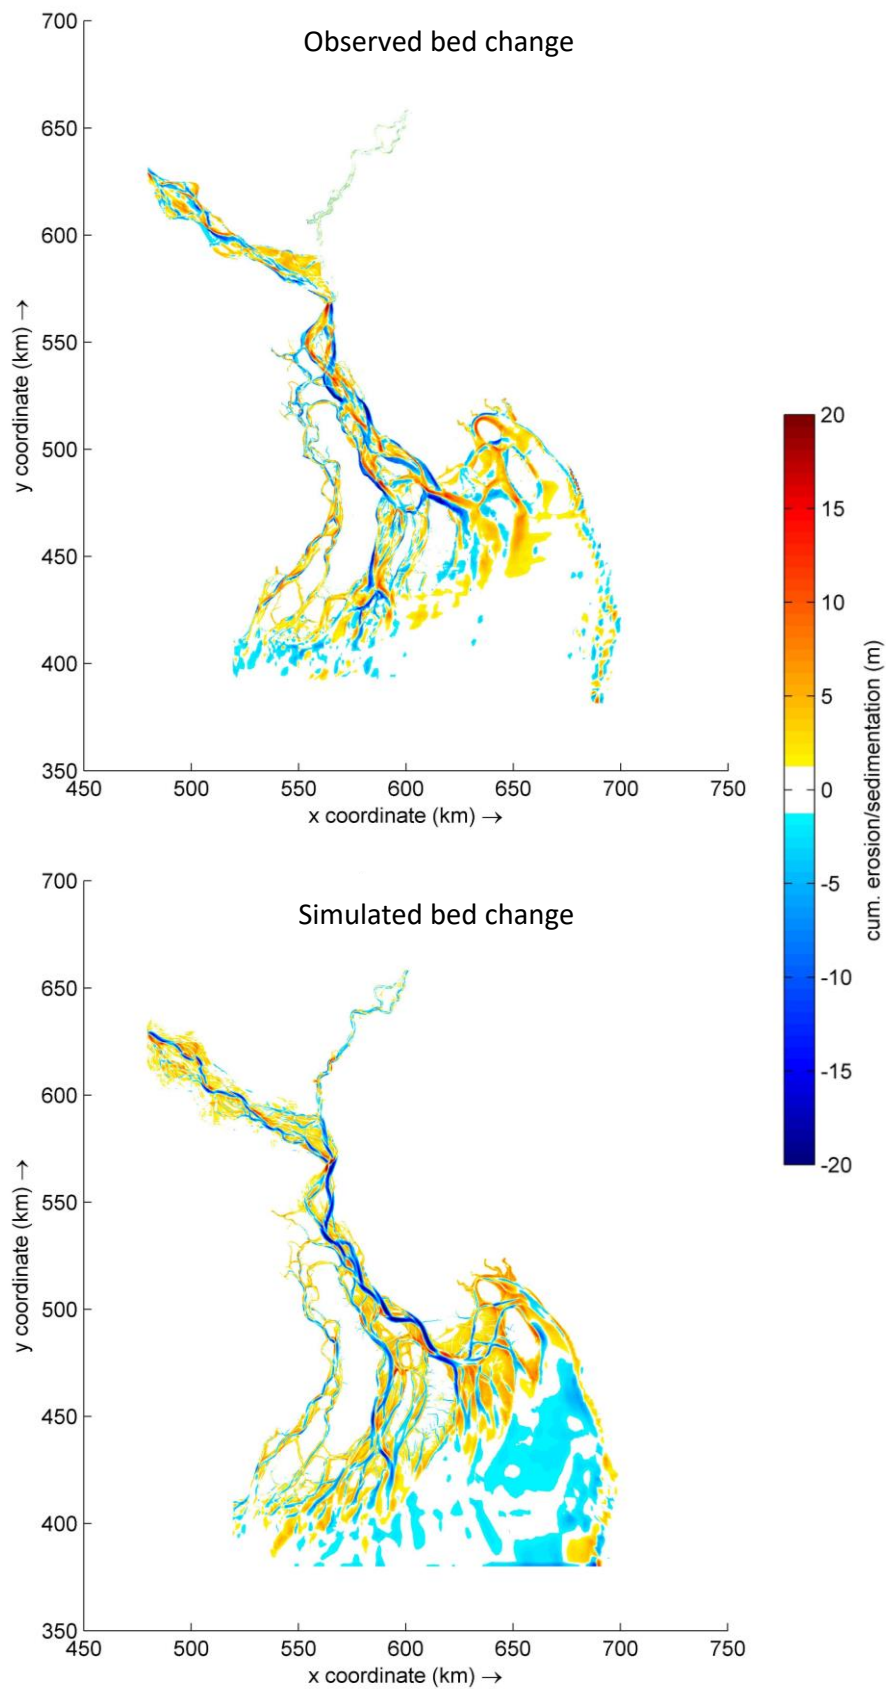 Observed bed change
700
650
600
550
500
450
400
350
y coordinate (km) →
450 500 550 600 650 700 750
x coordinate (km) →
20
15
10
5
0
-5
-10
-15
-20
cum. erosion/sedimentation (m)
Simulated bed change
700
650
600
550
500
450
400
350
y coordinate (km) →
450 500 550 600 650 700 750
x coordinate (km) →